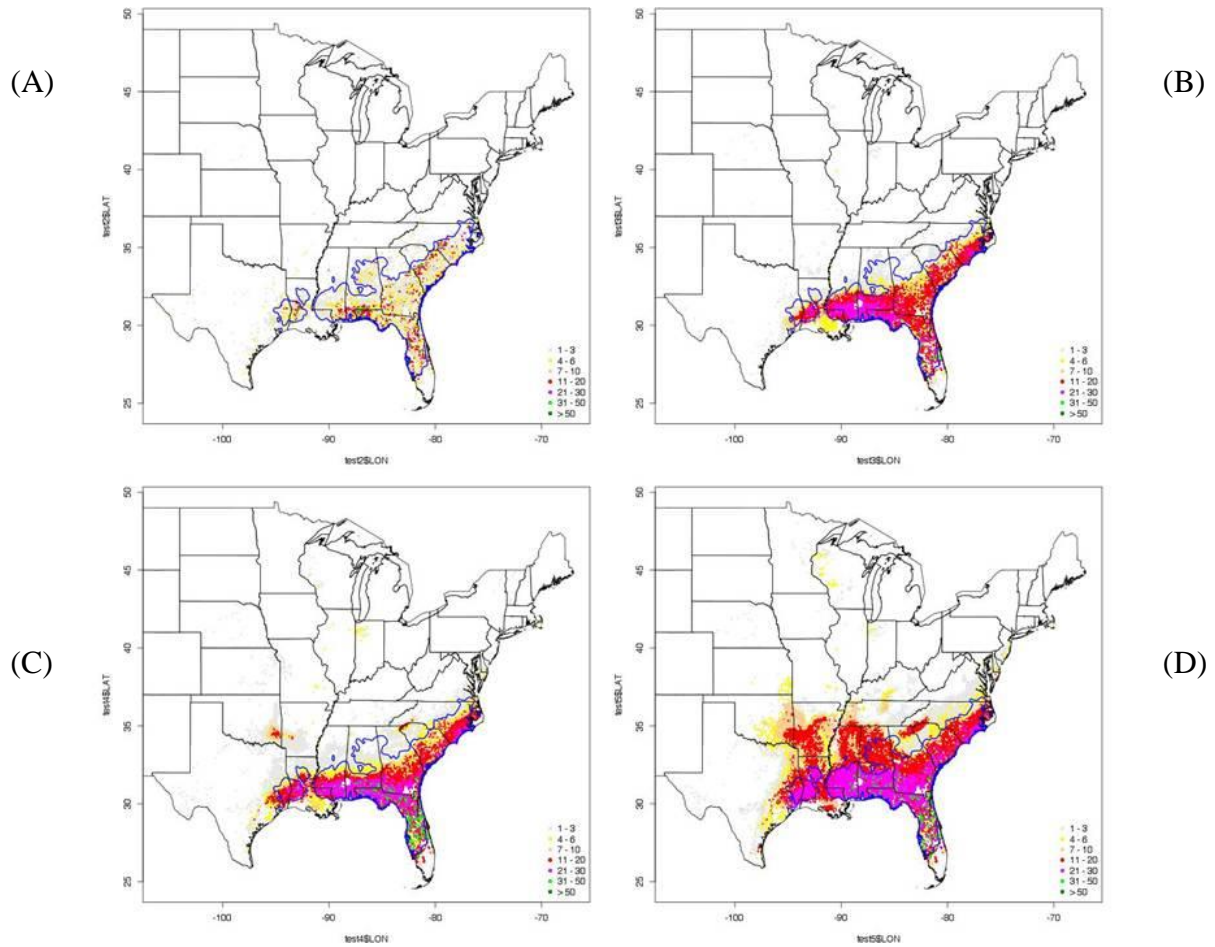 (A)
50
45
40
35
30
25
test2$LAT
-100
-90
-80
-70
test2$LON
1 - 3
4 - 6
7 - 10
11 - 20
21 - 30
31 - 50
> 50
(B)
50
45
40
35
30
25
test3$LAT
-100
-90
-80
-70
test3$LON
1 - 3
4 - 6
7 - 10
11 - 20
21 - 30
31 - 50
> 50
(C)
50
45
40
35
30
25
test4$LAT
-100
-90
-80
-70
test4$LON
1 - 3
4 - 6
7 - 10
11 - 20
21 - 30
31 - 50
> 50
(D)
50
45
40
35
30
25
test5$LAT
-100
-90
-80
-70
test5$LON
1 - 3
4 - 6
7 - 10
11 - 20
21 - 30
31 - 50
> 50